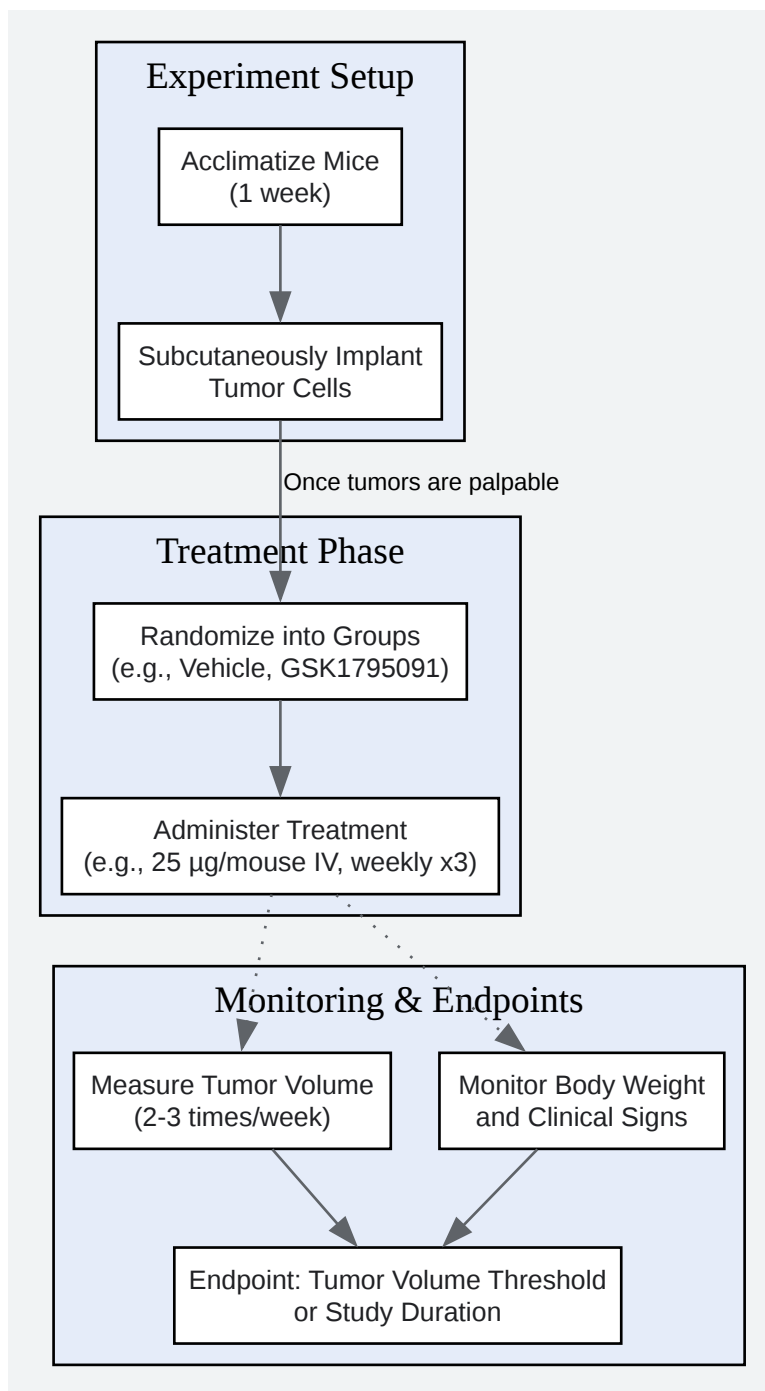 Experiment Setup
Acclimatize Mice
(1 week)
Subcutaneously Implant
Tumor Cells
Once tumors are palpable
Treatment Phase
Randomize into Groups
(e.g., Vehicle, GSK1795091)
Administer Treatment
(e.g., 25 µg/mouse IV, weekly x3)
Monitoring & Endpoints
Measure Tumor Volume
(2-3 times/week)
Monitor Body Weight
and Clinical Signs
Endpoint: Tumor Volume Threshold
or Study Duration